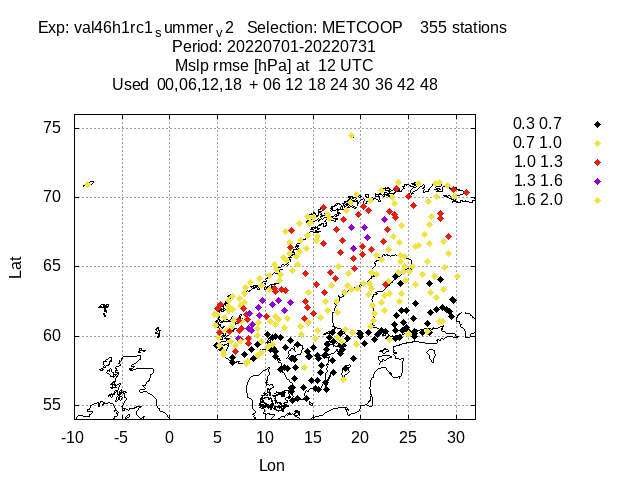 Exp: val46h1rc1summerv2 Selection: METCOOP 355 stations
Period: 20220701-20220731
Mslp rmse [hPa] at 12 UTC
Used 00,06,12,18 + 06 12 18 24 30 36 42 48
75
0.3 0.7
0.7 1.0
1.0 1.3
1.3 1.6
1.6 2.0
70
65
Lat
60
55
-10 -5 0 5 10 15 20 25 30
Lon